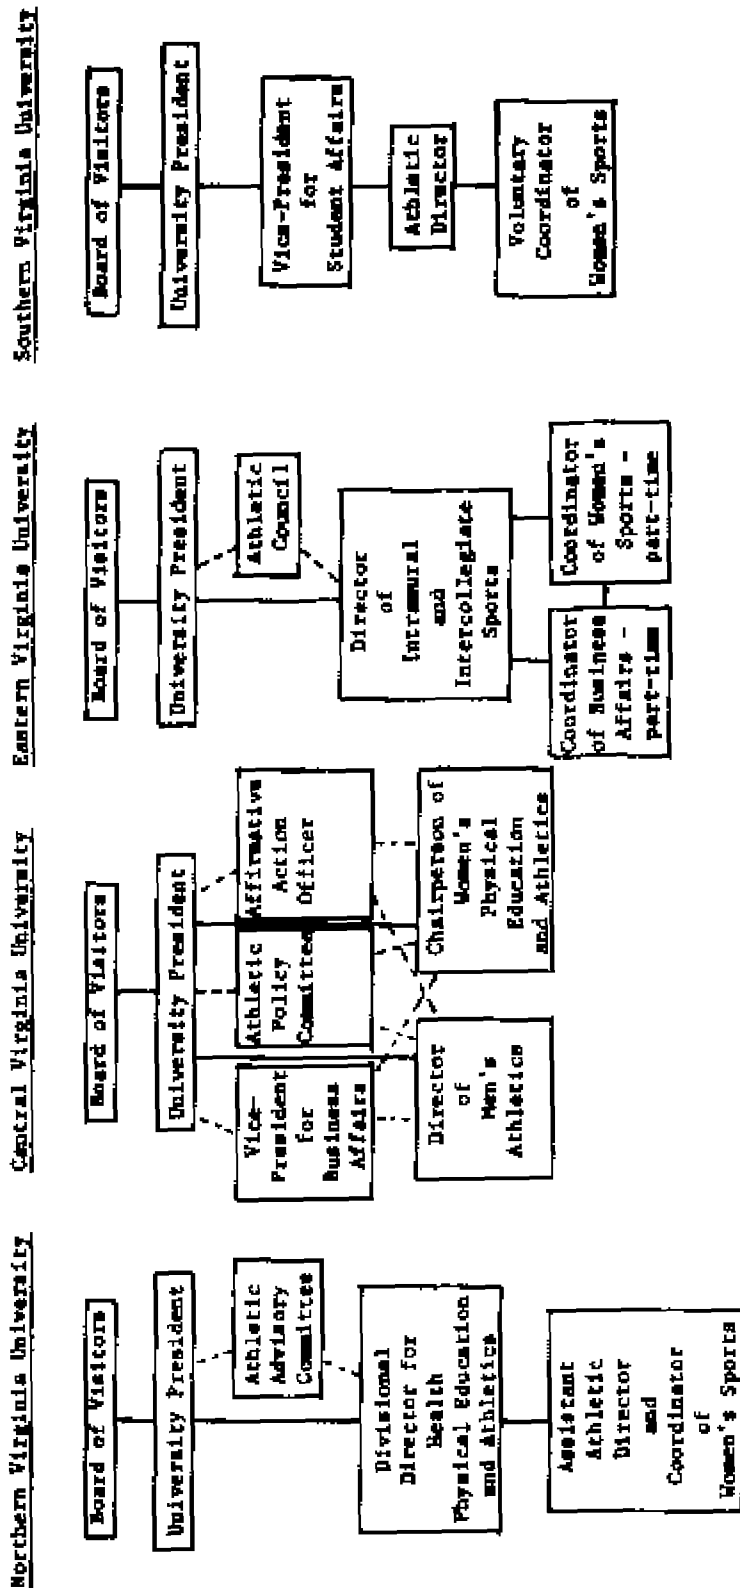 Northern Virginia University
Board of Visitors
University President
Athletic
Advisory
Committee
Divisional
Director for
Health
Physical Education
and Athletics
Assistant
Athletic
Director
and
Coordinator
of
Women's Sports
Central Virginia University
Board of Visitors
University President
Vice-
President
for
Business
Affairs
Athletic
Policy
Committee
Affirmative
Action
Officer
Director
of
Men's
Athletics
Chairperson of
Women's
Physical
Education
and Athletics
Eastern Virginia University
Board of Visitors
University President
Athletic
Council
Director
of
Intramural
and
Intercollegiate
Sports
Coordinator
of Business
Affairs -
part-time
Coordinator
of Women's
Sports -
part-time
Southern Virginia University
Board of Visitors
University President
Vice-President
for
Student Affairs
Athletic
Director
Voluntary
Coordinator
of
Women's Sports